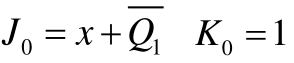 J₀ = x + Q̅₁ K₀ = 1